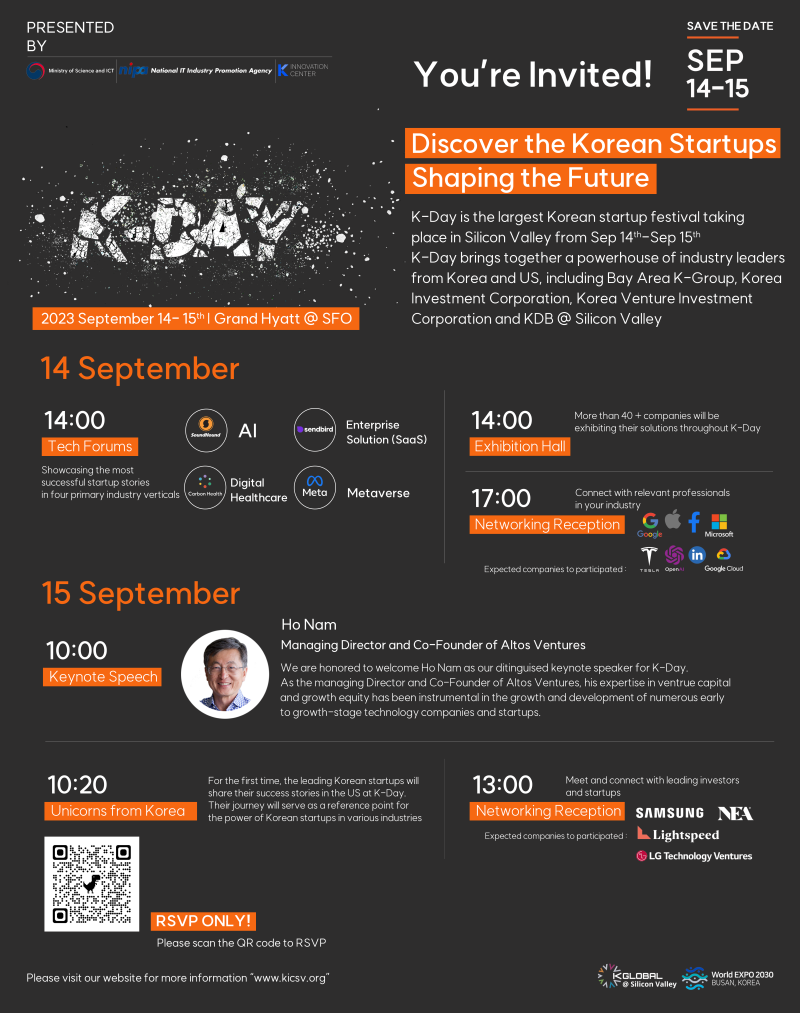 PRESENTED
BY
Ministry of Science and ICT
nipa National IT Industry Promotion Agency
K INNOVATION
CENTER
SAVE THE DATE
SEP
14-15
You're Invited!
K-DAY
2023 September 14- 15th | Grand Hyatt @ SFO
Discover the Korean Startups
Shaping the Future
K-Day is the largest Korean startup festival taking
place in Silicon Valley from Sep 14th-Sep 15th
K-Day brings together a powerhouse of industry leaders
from Korea and US, including Bay Area K-Group, Korea
Investment Corporation, Korea Venture Investment
Corporation and KDB @ Silicon Valley
14 September
14:00
Tech Forums
Showcasing the most
successful startup stories
in four primary industry verticals
SoundHound
AI
sendbird
Enterprise
Solution (SaaS)
Carbon Health
Digital
Healthcare
Meta
Metaverse
14:00
Exhibition Hall
More than 40 + companies will be
exhibiting their solutions throughout K-Day
17:00
Networking Reception
Connect with relevant professionals
in your industry
Google
Microsoft
Expected companies to participated :
TESLA
OpenAI
in
Google Cloud
15 September
10:00
Keynote Speech
Ho Nam
Managing Director and Co-Founder of Altos Ventures
We are honored to welcome Ho Nam as our ditinguised keynote speaker for K-Day.
As the managing Director and Co-Founder of Altos Ventures, his expertise in ventrue capital
and growth equity has been instrumental in the growth and development of numerous early
to growth-stage technology companies and startups.
10:20
Unicorns from Korea
For the first time, the leading Korean startups will
share their success stories in the US at K-Day.
Their journey will serve as a reference point for
the power of Korean startups in various industries
13:00
Networking Reception
Meet and connect with leading investors
and startups
Expected companies to participated :
SAMSUNG
NEA
Lightspeed
LG Technology Ventures
RSVP ONLY!
Please scan the QR code to RSVP
Please visit our website for more information "www.kicsv.org"
K GLOBAL
@ Silicon Valley
World EXPO 2030
BUSAN, KOREA